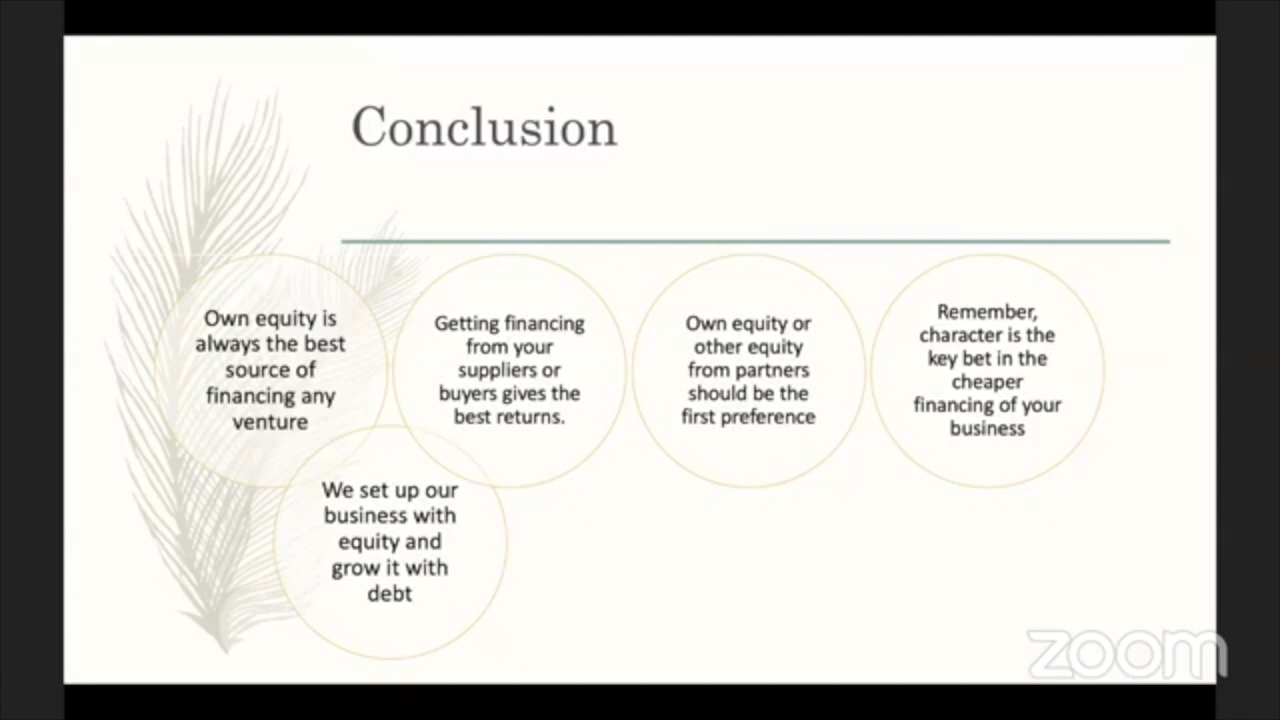 Conclusion
Own equity is
always the best
source of
financing any
venture
Getting financing
from your
suppliers or
buyers gives the
best returns.
Own equity or
other equity
from partners
should be the
first preference
Remember,
character is the
key bet in the
cheaper
financing of your
business
We set up our
business with
equity and
grow it with
debt
zoom